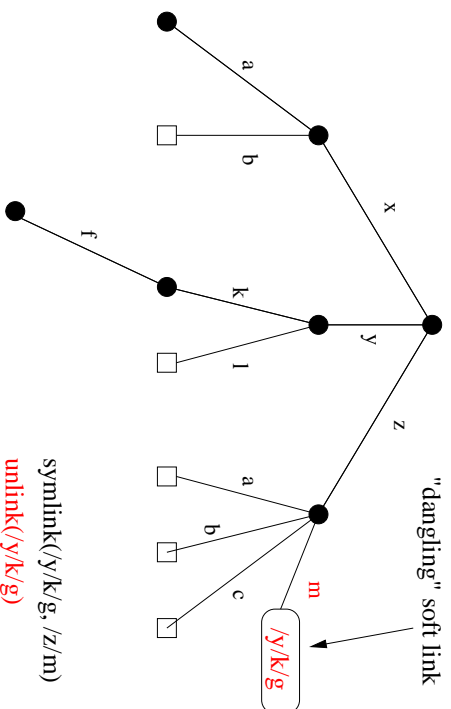 "dangling" soft link
x
z
y
m
/y/k/g
a
b
k
l
a
b
c
f
symlink(/y/k/g, /z/m)
unlink(/y/k/g)